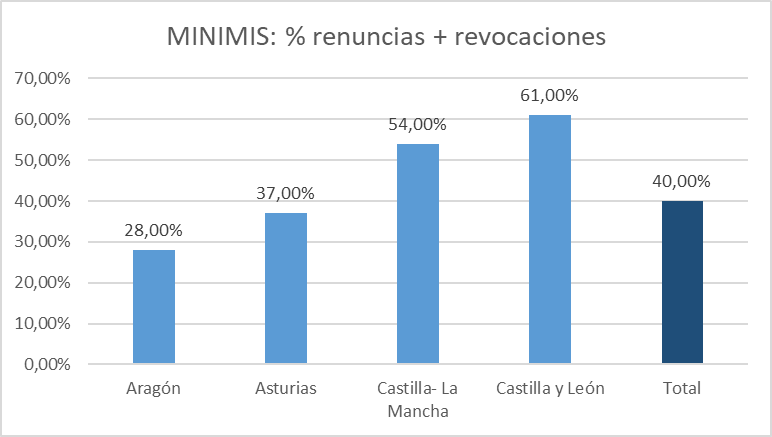 MINIMIS: % renuncias + revocaciones
70,00%
60,00%
50,00%
40,00%
30,00%
20,00%
10,00%
0,00%
28,00%
37,00%
54,00%
61,00%
40,00%
Aragón
Asturias
Castilla- La
Mancha
Castilla y León
Total